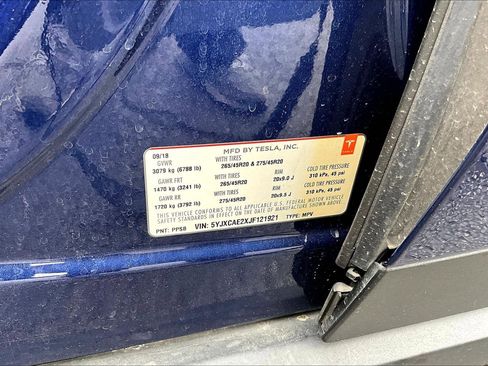 MFD BY TESLA, INC.
09/18
GVWR WITH TIRES
3079 kg (6788 lb) 265/45R20 & 275/45R20
GAWR FRT WITH TIRES RIM COLD TIRE PRESSURE
1470 kg (3241 lb) 265/45R20 20x9.0 J 310 kPa, 45 psi
GAWR RR WITH TIRES RIM COLD TIRE PRESSURE
1720 kg (3792 lb) 275/45R20 20x9.5 J 310 kPa, 45 psi
THIS VEHICLE CONFORMS TO ALL APPLICABLE U.S. FEDERAL MOTOR VEHICLE
SAFETY STANDARDS IN EFFECT ON THE DATE OF MANUFACTURE SHOWN ABOVE.
PNT: PPSB VIN: 5YJXCAE2XJF121921 TYPE: MPV